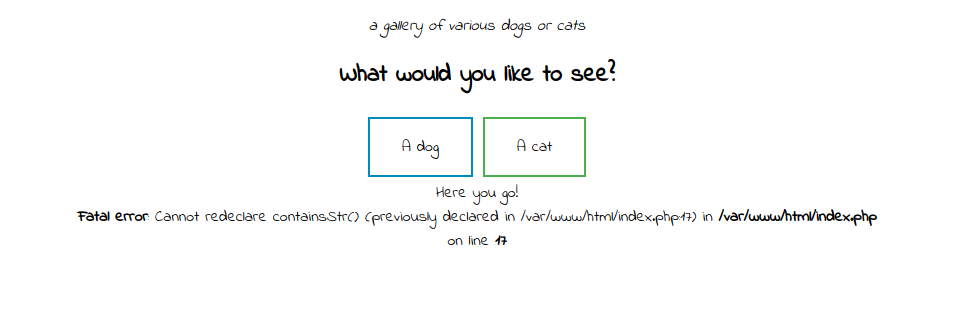 a gallery of various dogs or cats
What would you like to see?
A dog
A cat
Here you go!
Fatal error: Cannot redeclare containsStr() (previously declared in /var/www/html/index.php:17) in /var/www/html/index.php
on line 17